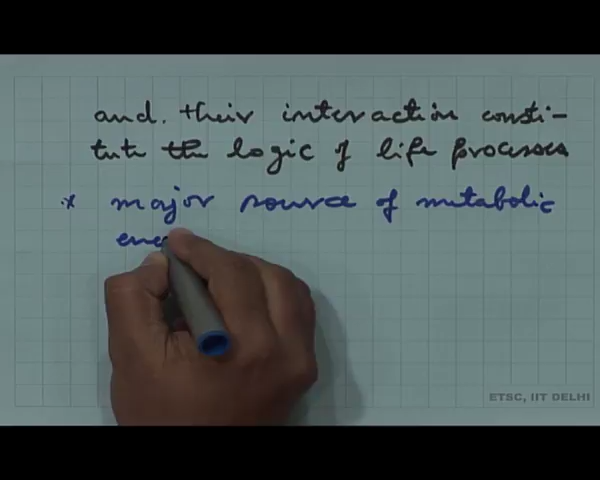 and. their interaction consti-
tute the logic of life processes
* major source of metabolic
ene
ETSC, IIT DELHI